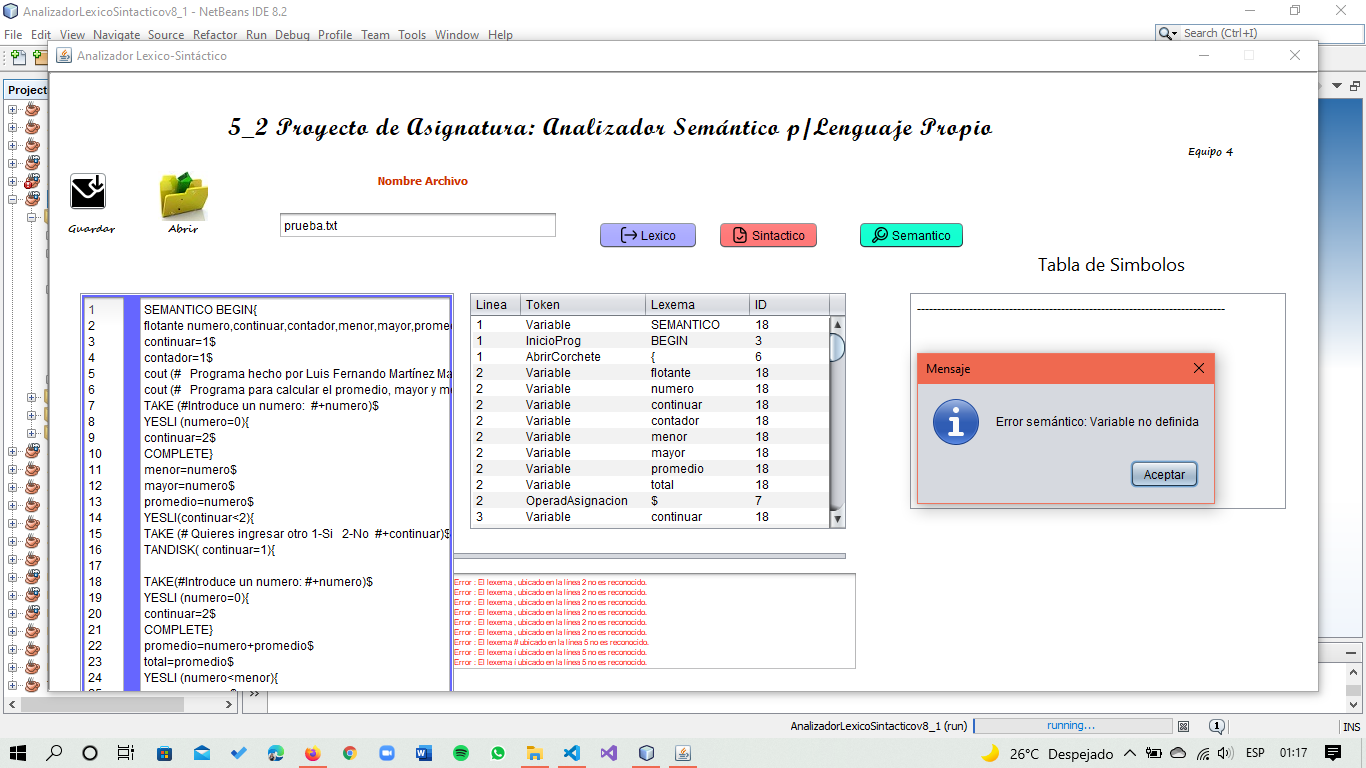 AnalizadorLexicoSintacticov8_1 - NetBeans IDE 8.2
File Edit View Navigate Source Refactor Run Debug Profile Team Tools Window Help
Search (Ctrl+I)
Analizador Lexico-Sintáctico
Project
5_2 Proyecto de Asignatura: Analizador Semántico p/Lenguaje Propio
Equipo 4
Guardar
Abrir
Nombre Archivo
prueba.txt
Lexico
Sintactico
Semantico
Tabla de Simbolos
1 SEMANTICO BEGIN{
2 flotante numero,continuar,contador,menor,mayor,prome
3 continuar=1$
4 contador=1$
5 cout (# Programa hecho por Luis Fernando Martínez Ma
6 cout (# Programa para calcular el promedio, mayor y m
7 TAKE (#Introduce un numero: #+numero)$
8 YESLI (numero=0){
9 continuar=2$
10 COMPLETE}
11 menor=numero$
12 mayor=numero$
13 promedio=numero$
14 YESLI(continuar<2){
15 TAKE (# Quieres ingresar otro 1-Si 2-No #+continuar)$
16 TANDISK( continuar=1){
17
18 TAKE(#Introduce un numero: #+numero)$
19 YESLI (numero=0){
20 continuar=2$
21 COMPLETE}
22 promedio=numero+promedio$
23 total=promedio$
24 YESLI (numero<menor){
Linea Token Lexema ID
1 Variable SEMANTICO 18
1 InicioProg BEGIN 3
1 AbrirCorchete { 6
2 Variable flotante 18
2 Variable numero 18
2 Variable continuar 18
2 Variable contador 18
2 Variable menor 18
2 Variable mayor 18
2 Variable promedio 18
2 Variable total 18
2 OperadAsignacion $ 7
3 Variable continuar 18
Error : El lexema , ubicado en la línea 2 no es reconocido.
Error : El lexema , ubicado en la línea 2 no es reconocido.
Error : El lexema , ubicado en la línea 2 no es reconocido.
Error : El lexema , ubicado en la línea 2 no es reconocido.
Error : El lexema , ubicado en la línea 2 no es reconocido.
Error : El lexema , ubicado en la línea 2 no es reconocido.
Error : El lexema # ubicado en la línea 5 no es reconocido.
Error : El lexema í ubicado en la línea 5 no es reconocido.
Error : El lexema í ubicado en la línea 5 no es reconocido.
Mensaje
Error semántico: Variable no definida
Aceptar
AnalizadorLexicoSintacticov8_1 (run)
running...
1
INS
26°C Despejado
ESP
01:17